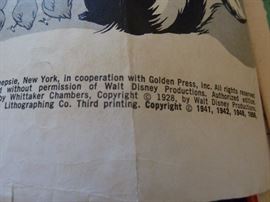 epsie, New York, in cooperation with Golden Press, Inc. All rights reserved
d without permission of Walt Disney Productions. Authorized edition.
by Whittaker Chambers, Copyright © 1928, by Walt Disney Productions.
Lithographing Co. Third printing. Copyright © 1941, 1942, 1948,